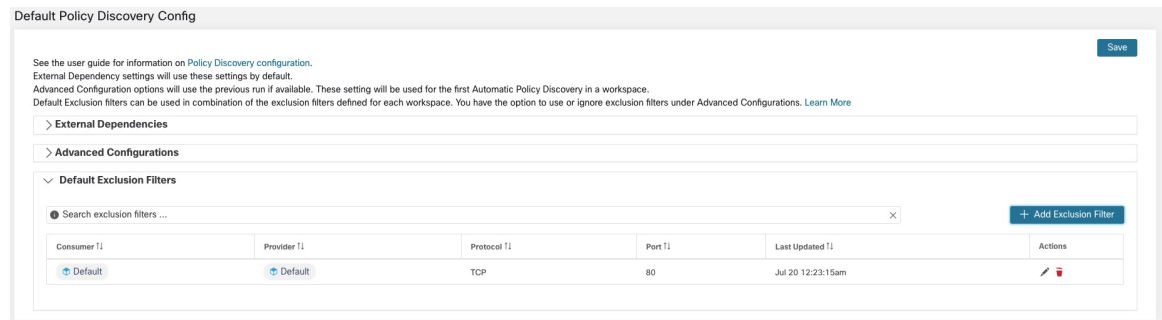 Default Policy Discovery Config
Save
See the user guide for information on Policy Discovery configuration.
External Dependency settings will use these settings by default.
Advanced Configuration options will use the previous run if available. These setting will be used for the first Automatic Policy Discovery in a workspace.
Default Exclusion filters can be used in combination of the exclusion filters defined for each workspace. You have the option to use or ignore exclusion filters under Advanced Configurations. Learn More
External Dependencies
Advanced Configurations
Default Exclusion Filters
Search exclusion filters ...
+ Add Exclusion Filter
Consumer Provider Protocol Port Last Updated Actions
Default Default TCP 80 Jul 20 12:23:15am